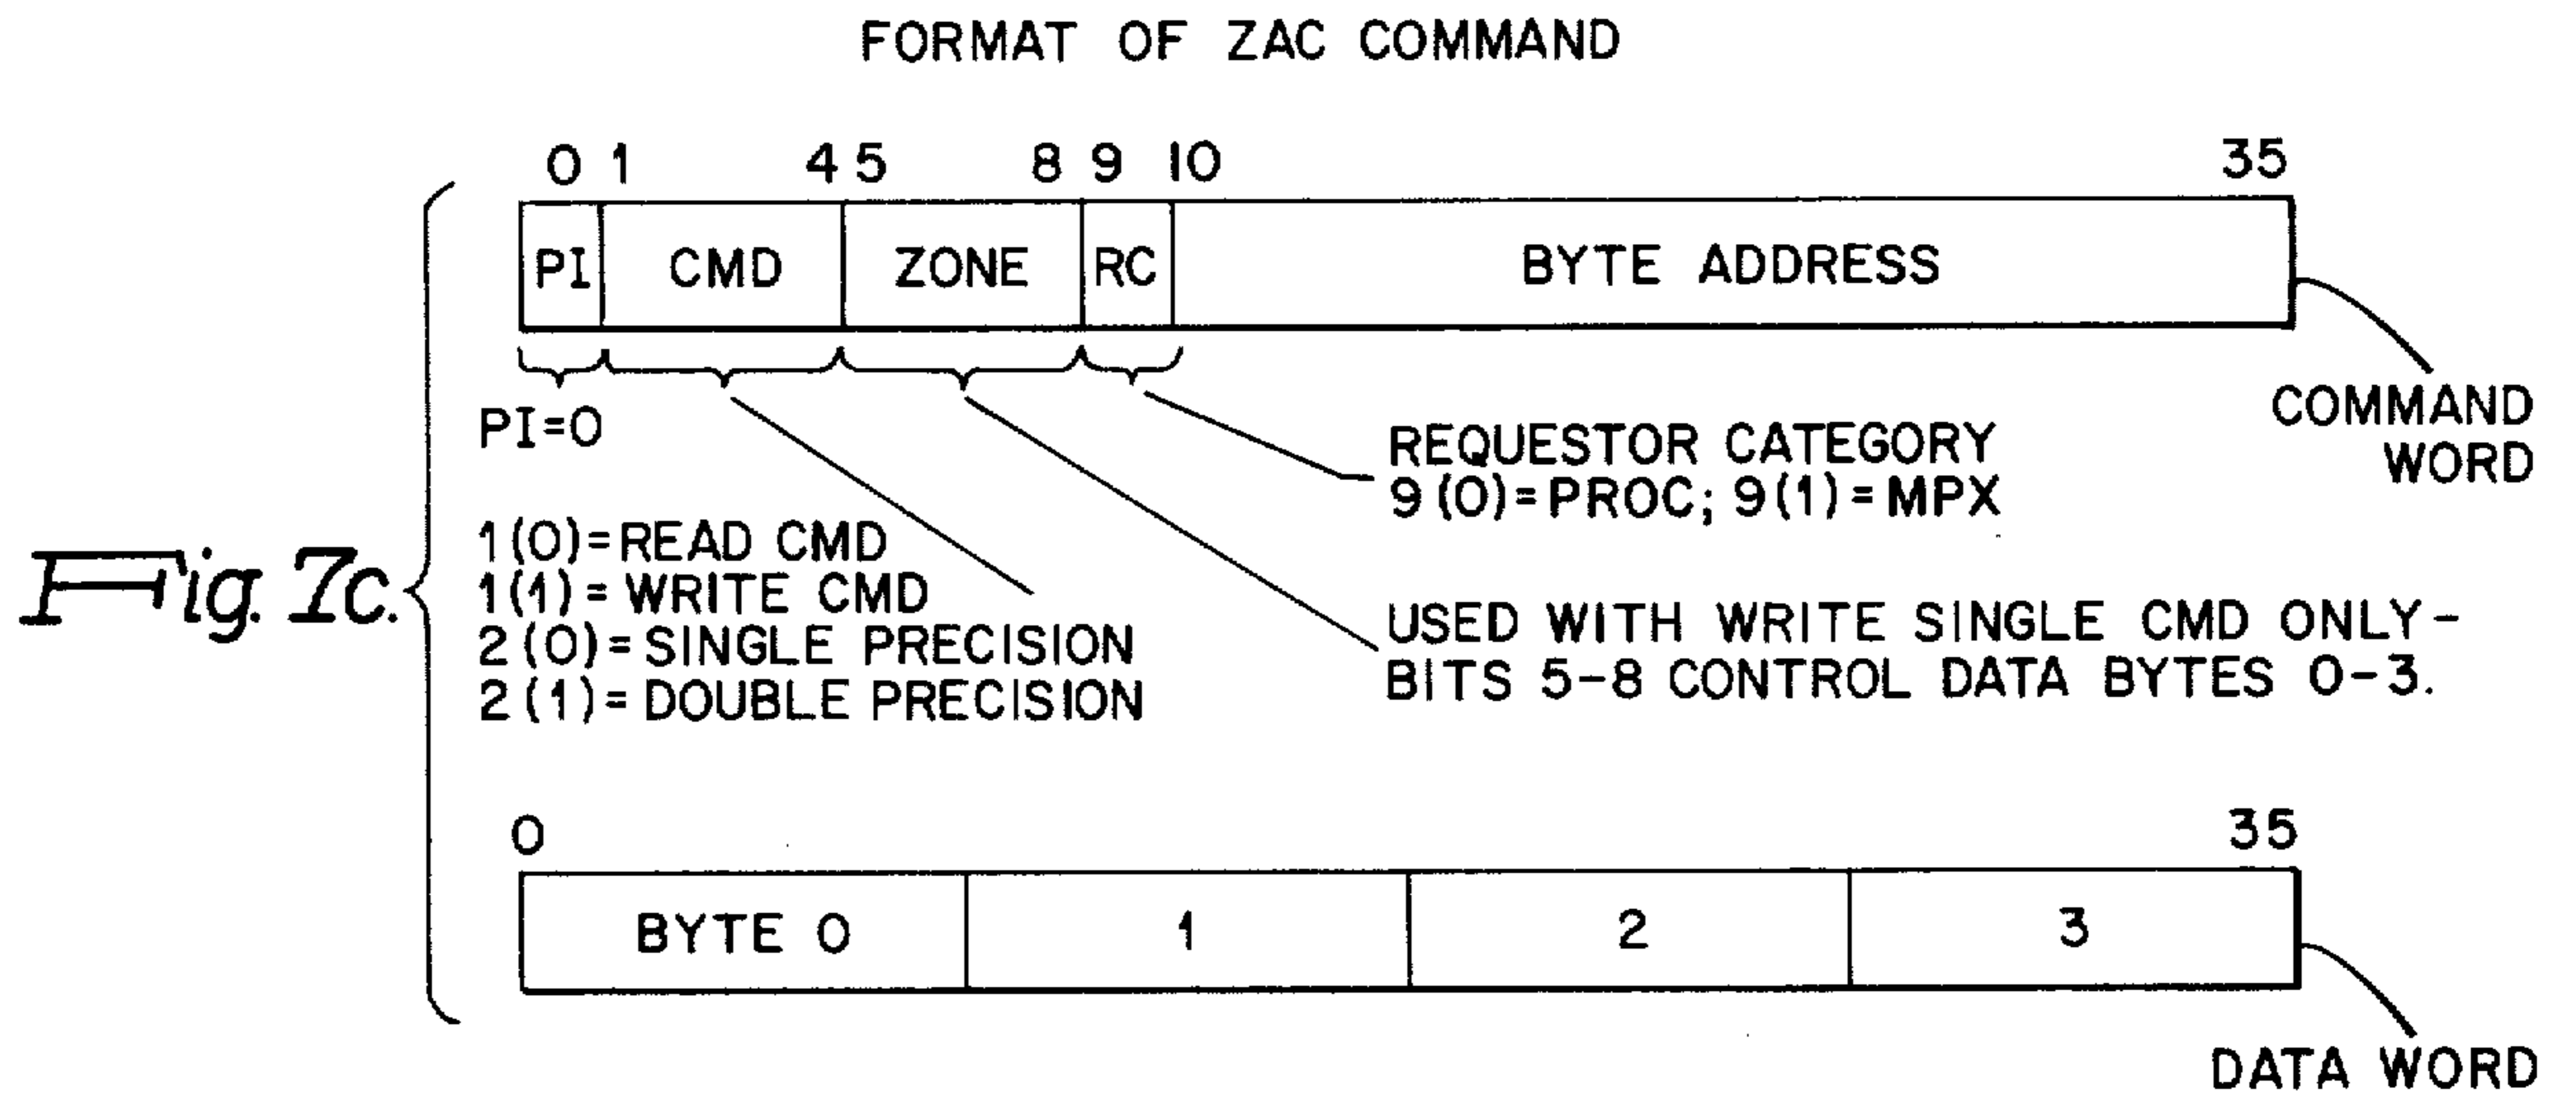 FORMAT OF ZAC COMMAND
0 1 4 5 8 9 10 35
PI CMD ZONE RC BYTE ADDRESS
COMMAND
WORD
PI=0
REQUESTOR CATEGORY
9(0)=PROC; 9(1)=MPX
1(0)=READ CMD
1(1)=WRITE CMD
2(0)=SINGLE PRECISION
2(1)=DOUBLE PRECISION
USED WITH WRITE SINGLE CMD ONLY-
BITS 5-8 CONTROL DATA BYTES 0-3.
Fig. 7c.
0 35
BYTE 0 1 2 3
DATA WORD